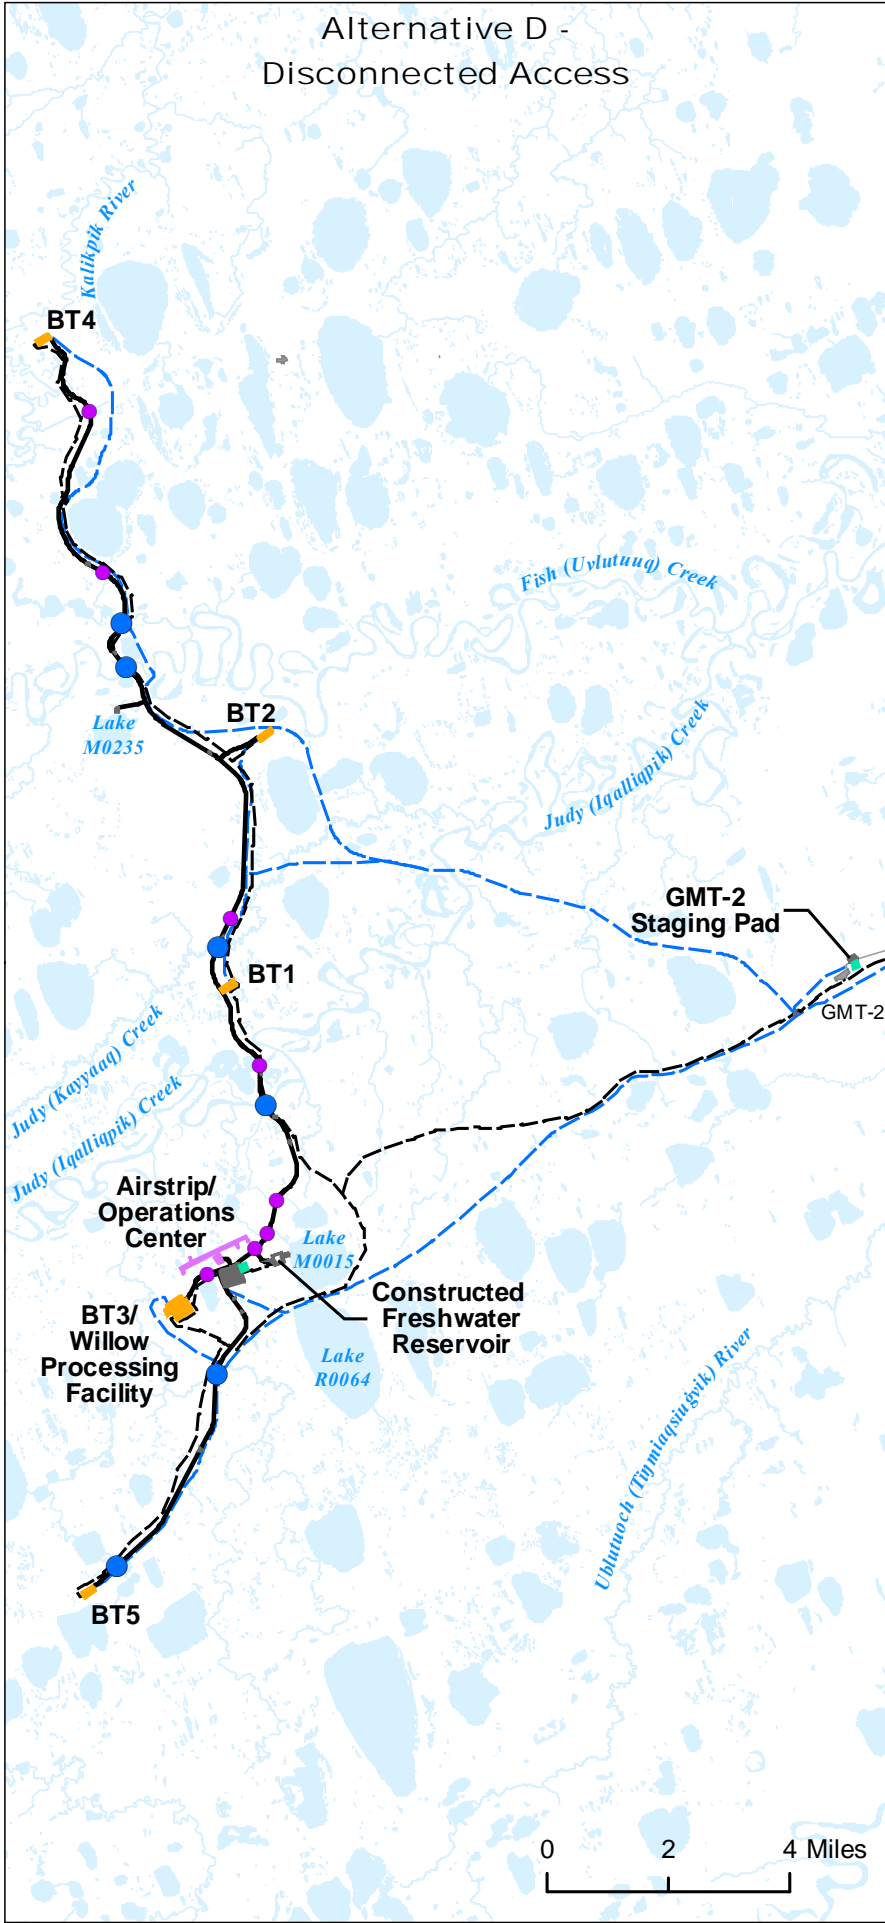 Alternative D -
Disconnected Access
Kalikpik River
BT4
Fish (Uvlutuuq) Creek
BT2
Lake
M0235
Judy (Iqalliqpik) Creek
GMT-2
Staging Pad
BT1
GMT-2
Judy (Kayyaaq) Creek
Judy (Iqalliqpik) Creek
Airstrip/
Operations
Center
Lake
M0015
Constructed
Freshwater
Reservoir
BT3/
Willow
Processing
Facility
Lake
R0064
Ublutuoch (Tiŋmiaqsiuġvik) River
BT5
0 2 4 Miles